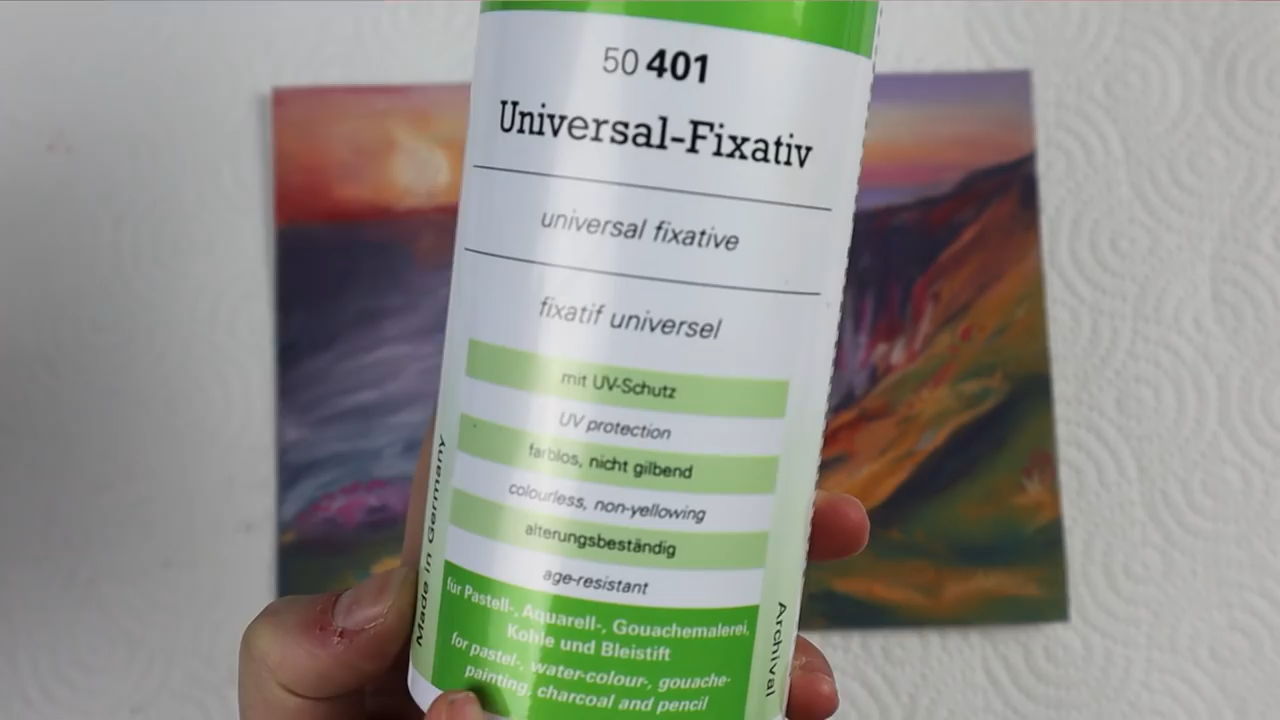 50 401
Universal-Fixativ
universal fixative
fixatif universel
mit UV-Schutz
UV protection
farblos, nicht gilbend
colourless, non-yellowing
alterungsbeständig
age-resistant
für Pastell-, Aquarell-, Gouachemalerei,
Kohle und Bleistift
for pastel-, water-colour-, gouache-
painting, charcoal and pencil
Made in Germany
Archival